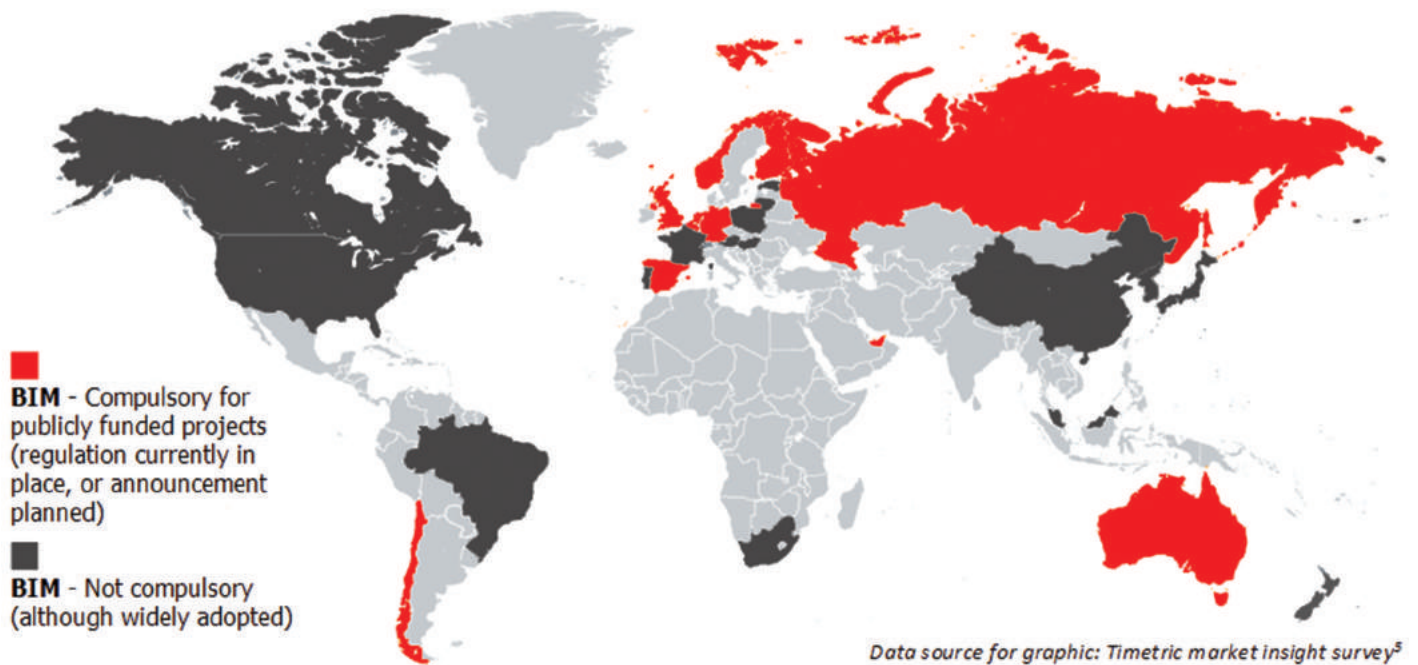 BIM - Compulsory for
publicly funded projects
(regulation currently in
place, or announcement
planned)
BIM - Not compulsory
(although widely adopted)
Data source for graphic: Timetric market insight survey⁵